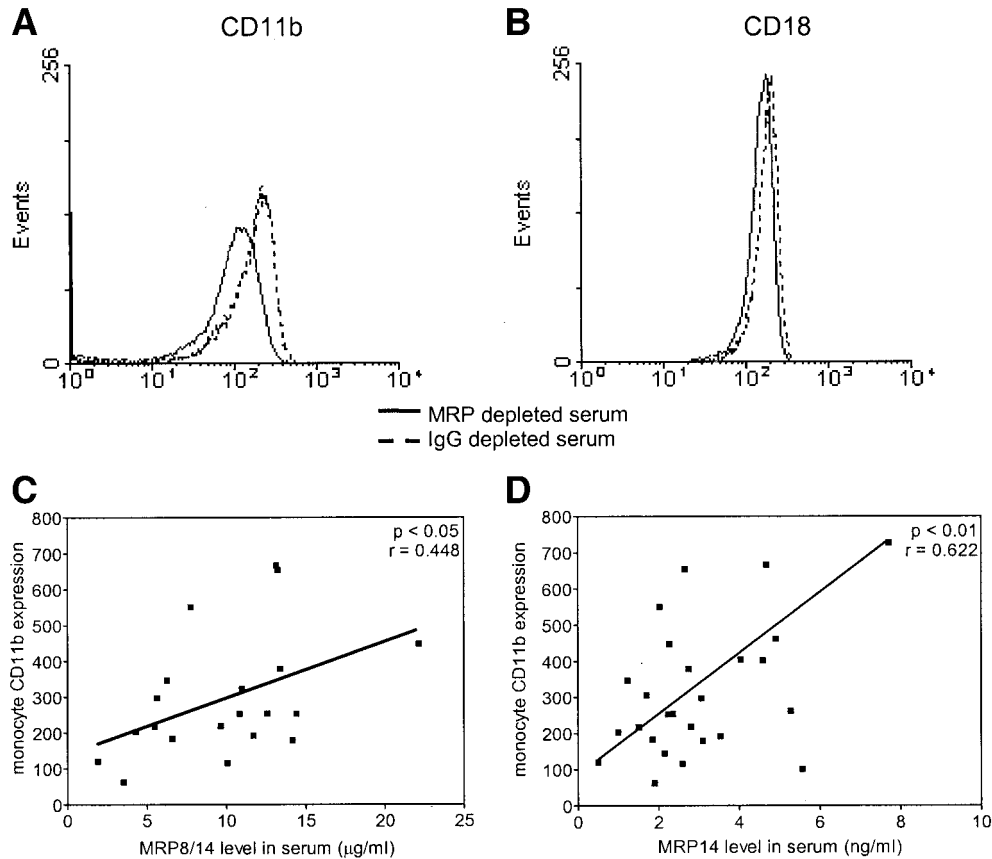 A
CD11b
256
Events
0
10⁰ 10¹ 10² 10³ 10⁴
B
CD18
256
Events
0
10⁰ 10¹ 10² 10³ 10⁴
MRP depleted serum
IgG depleted serum
C
p < 0.05
r = 0.448
monocyte CD11b expression
800
700
600
500
400
300
200
100
0
0 5 10 15 20 25
MRP8/14 level in serum (µg/ml)
D
p < 0.01
r = 0.622
monocyte CD11b expression
800
700
600
500
400
300
200
100
0
0 2 4 6 8 10
MRP14 level in serum (ng/ml)